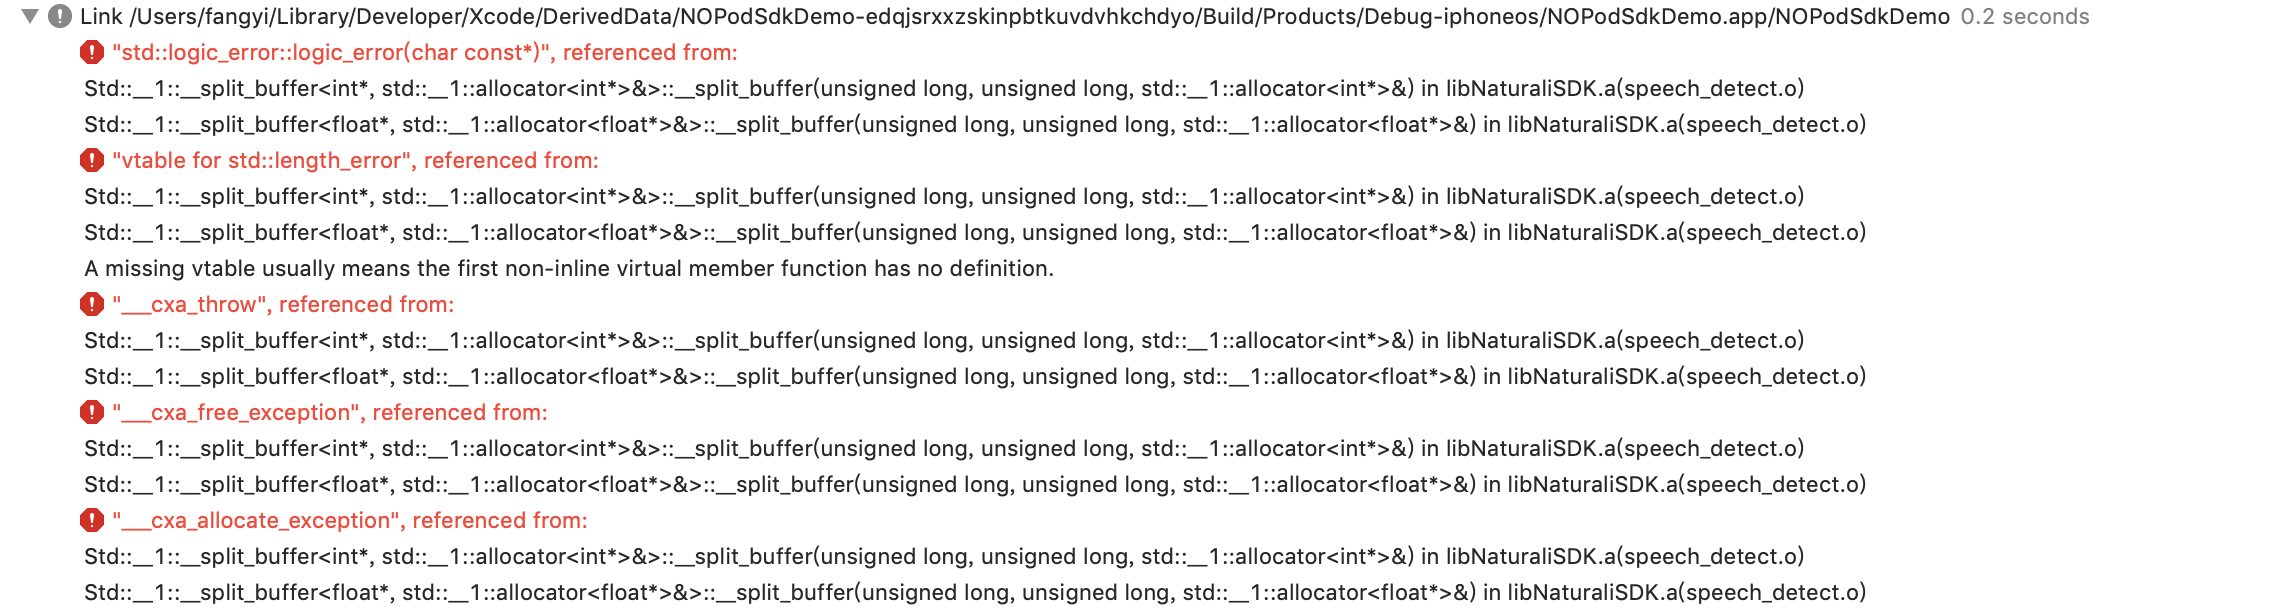 Link /Users/fangyi/Library/Developer/Xcode/DerivedData/NOPodSdkDemo-edqjsrxxzskinpbtkuvdvhkchdyo/Build/Products/Debug-iphoneos/NOPodSdkDemo.app/NOPodSdkDemo 0.2 seconds
"std::logic_error::logic_error(char const*)", referenced from:
Std::__1::__split_buffer<int*, std::__1::allocator<int*>&>::__split_buffer(unsigned long, unsigned long, std::__1::allocator<int*>&) in libNaturaliSDK.a(speech_detect.o)
Std::__1::__split_buffer<float*, std::__1::allocator<float*>&>::__split_buffer(unsigned long, unsigned long, std::__1::allocator<float*>&) in libNaturaliSDK.a(speech_detect.o)
"vtable for std::length_error", referenced from:
Std::__1::__split_buffer<int*, std::__1::allocator<int*>&>::__split_buffer(unsigned long, unsigned long, std::__1::allocator<int*>&) in libNaturaliSDK.a(speech_detect.o)
Std::__1::__split_buffer<float*, std::__1::allocator<float*>&>::__split_buffer(unsigned long, unsigned long, std::__1::allocator<float*>&) in libNaturaliSDK.a(speech_detect.o)
A missing vtable usually means the first non-inline virtual member function has no definition.
"___cxa_throw", referenced from:
Std::__1::__split_buffer<int*, std::__1::allocator<int*>&>::__split_buffer(unsigned long, unsigned long, std::__1::allocator<int*>&) in libNaturaliSDK.a(speech_detect.o)
Std::__1::__split_buffer<float*, std::__1::allocator<float*>&>::__split_buffer(unsigned long, unsigned long, std::__1::allocator<float*>&) in libNaturaliSDK.a(speech_detect.o)
"___cxa_free_exception", referenced from:
Std::__1::__split_buffer<int*, std::__1::allocator<int*>&>::__split_buffer(unsigned long, unsigned long, std::__1::allocator<int*>&) in libNaturaliSDK.a(speech_detect.o)
Std::__1::__split_buffer<float*, std::__1::allocator<float*>&>::__split_buffer(unsigned long, unsigned long, std::__1::allocator<float*>&) in libNaturaliSDK.a(speech_detect.o)
"___cxa_allocate_exception", referenced from:
Std::__1::__split_buffer<int*, std::__1::allocator<int*>&>::__split_buffer(unsigned long, unsigned long, std::__1::allocator<int*>&) in libNaturaliSDK.a(speech_detect.o)
Std::__1::__split_buffer<float*, std::__1::allocator<float*>&>::__split_buffer(unsigned long, unsigned long, std::__1::allocator<float*>&) in libNaturaliSDK.a(speech_detect.o)